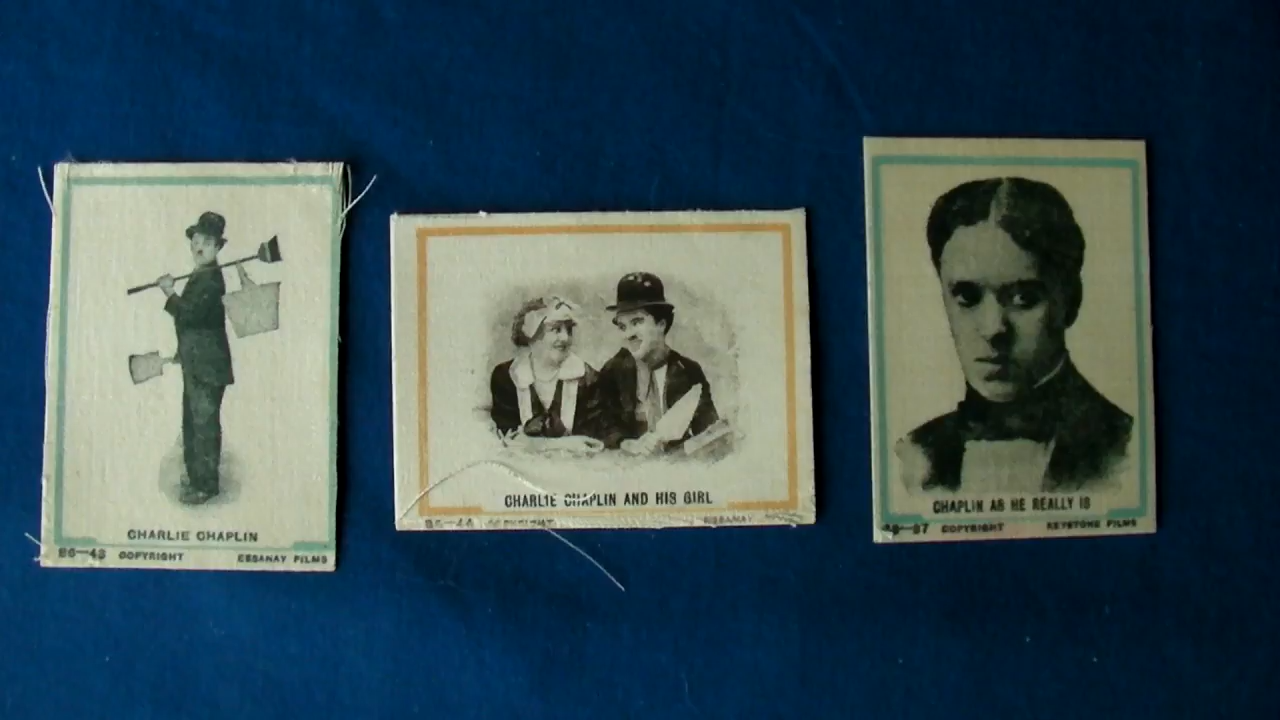 CHARLIE CHAPLIN
COPYRIGHT ESSANAY FILMS
CHARLIE CHAPLIN AND HIS GIRL
COPYRIGHT ESSANAY
CHAPLIN AS HE REALLY IS
COPYRIGHT KEYSTONE FILMS